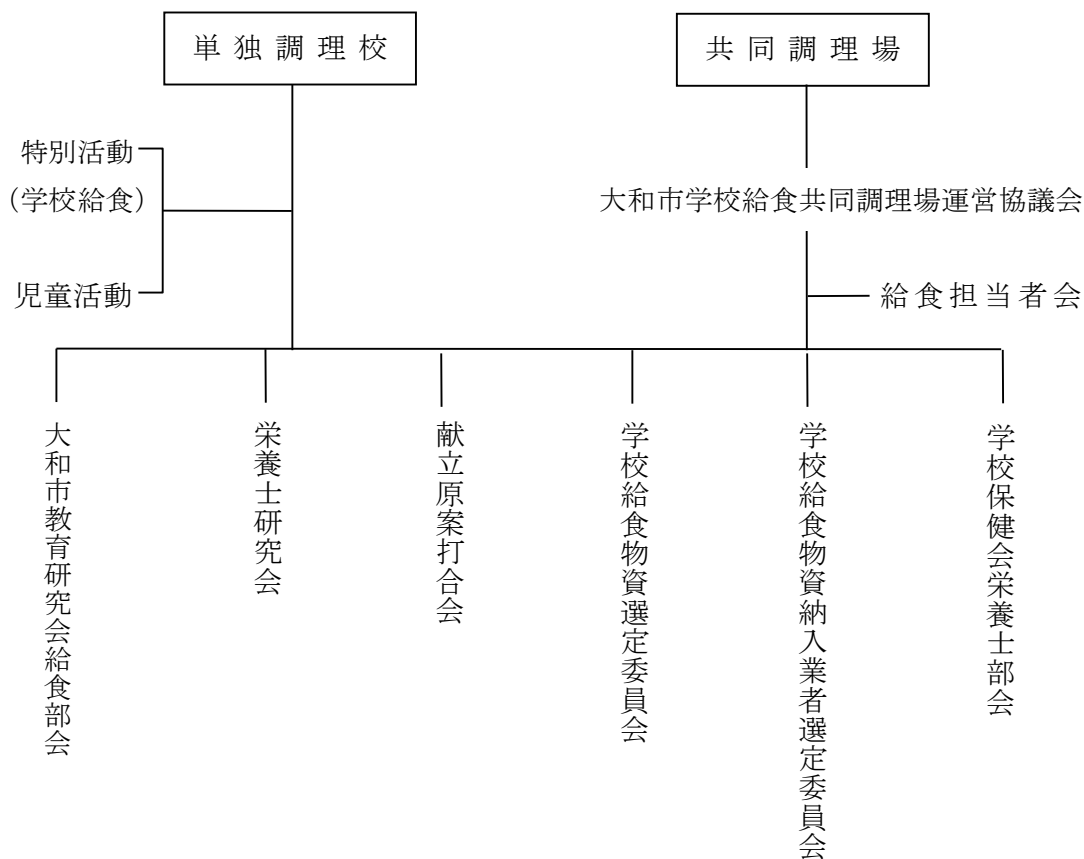 単独調理校
共同調理場
特別活動
(学校給食)
児童活動
大和市学校給食共同調理場運営協議会
給食担当者会
大和市教育研究会給食部会
栄養士研究会
献立原案打合会
学校給食物資選定委員会
学校給食物資納入業者選定委員会
学校保健会栄養士部会